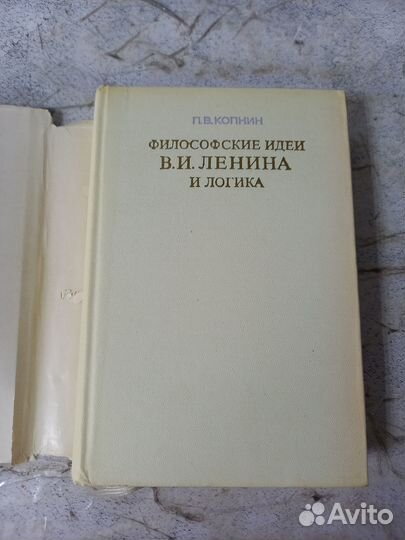 П.В.КОПНИН
ФИЛОСОФСКИЕ ИДЕИ
В.И.ЛЕНИНА
И ЛОГИКА
Avito